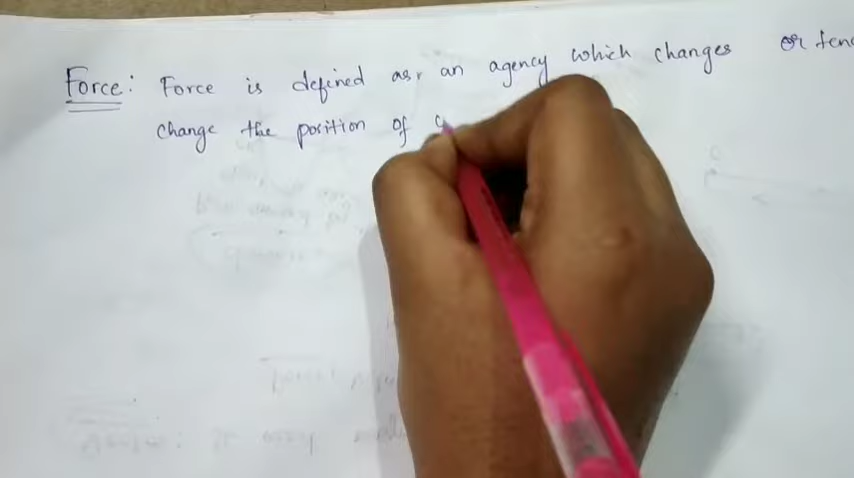 Force: Force is defined as, an agency which changes or tend
change the position of a